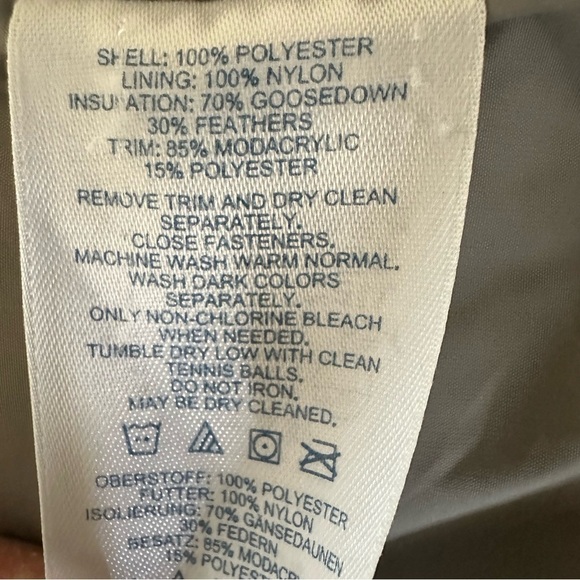 SHELL: 100% POLYESTER
LINING: 100% NYLON
INSULATION: 70% GOOSEDOWN
30% FEATHERS
TRIM: 85% MODACRYLIC
15% POLYESTER
REMOVE TRIM AND DRY CLEAN
SEPARATELY.
CLOSE FASTENERS.
MACHINE WASH WARM NORMAL.
WASH DARK COLORS
SEPARATELY.
ONLY NON-CHLORINE BLEACH
WHEN NEEDED.
TUMBLE DRY LOW WITH CLEAN
TENNIS BALLS.
DO NOT IRON.
MAY BE DRY CLEANED.
OBERSTOFF: 100% POLYESTER
FUTTER: 100% NYLON
ISOLIERUNG: 70% GÄNSEDAUNEN
30% FEDERN
BESATZ: 85% MODACR
15% POLYESTE